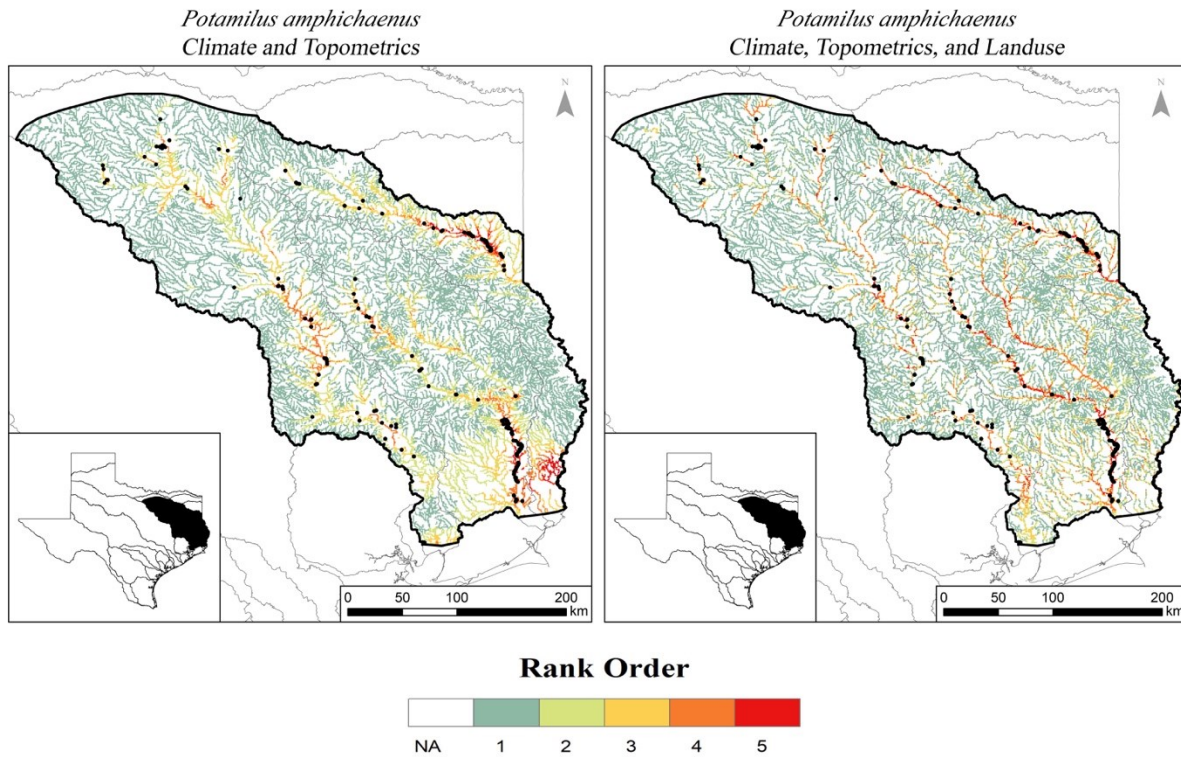 Potamilus amphichaenus
Climate and Topometrics
Potamilus amphichaenus
Climate, Topometrics, and Landuse
N
N
0 50 100 200
km
0 50 100 200
km
Rank Order
NA 1 2 3 4 5